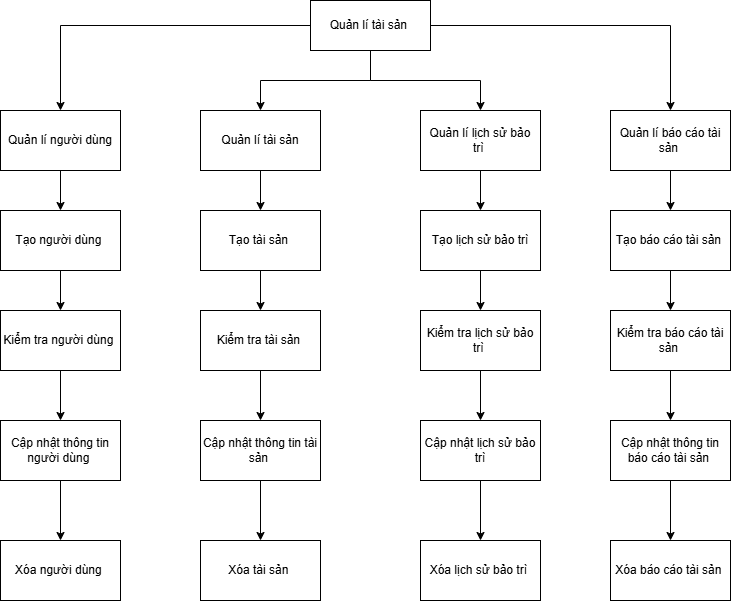 Quản lí tài sản
Quản lí người dùng
Quản lí tài sản
Quản lí lịch sử bảo
trì
Quản lí báo cáo tài
sản
Tạo người dùng
Tạo tài sản
Tạo lịch sử bảo trì
Tạo báo cáo tài sản
Kiểm tra người dùng
Kiểm tra tài sản
Kiểm tra lịch sử bảo
trì
Kiểm tra báo cáo tài
sản
Cập nhật thông tin
người dùng
Cập nhật thông tin tài
sản
Cập nhật lịch sử bảo
trì
Cập nhật thông tin
báo cáo tài sản
Xóa người dùng
Xóa tài sản
Xóa lịch sử bảo trì
Xóa báo cáo tài sản